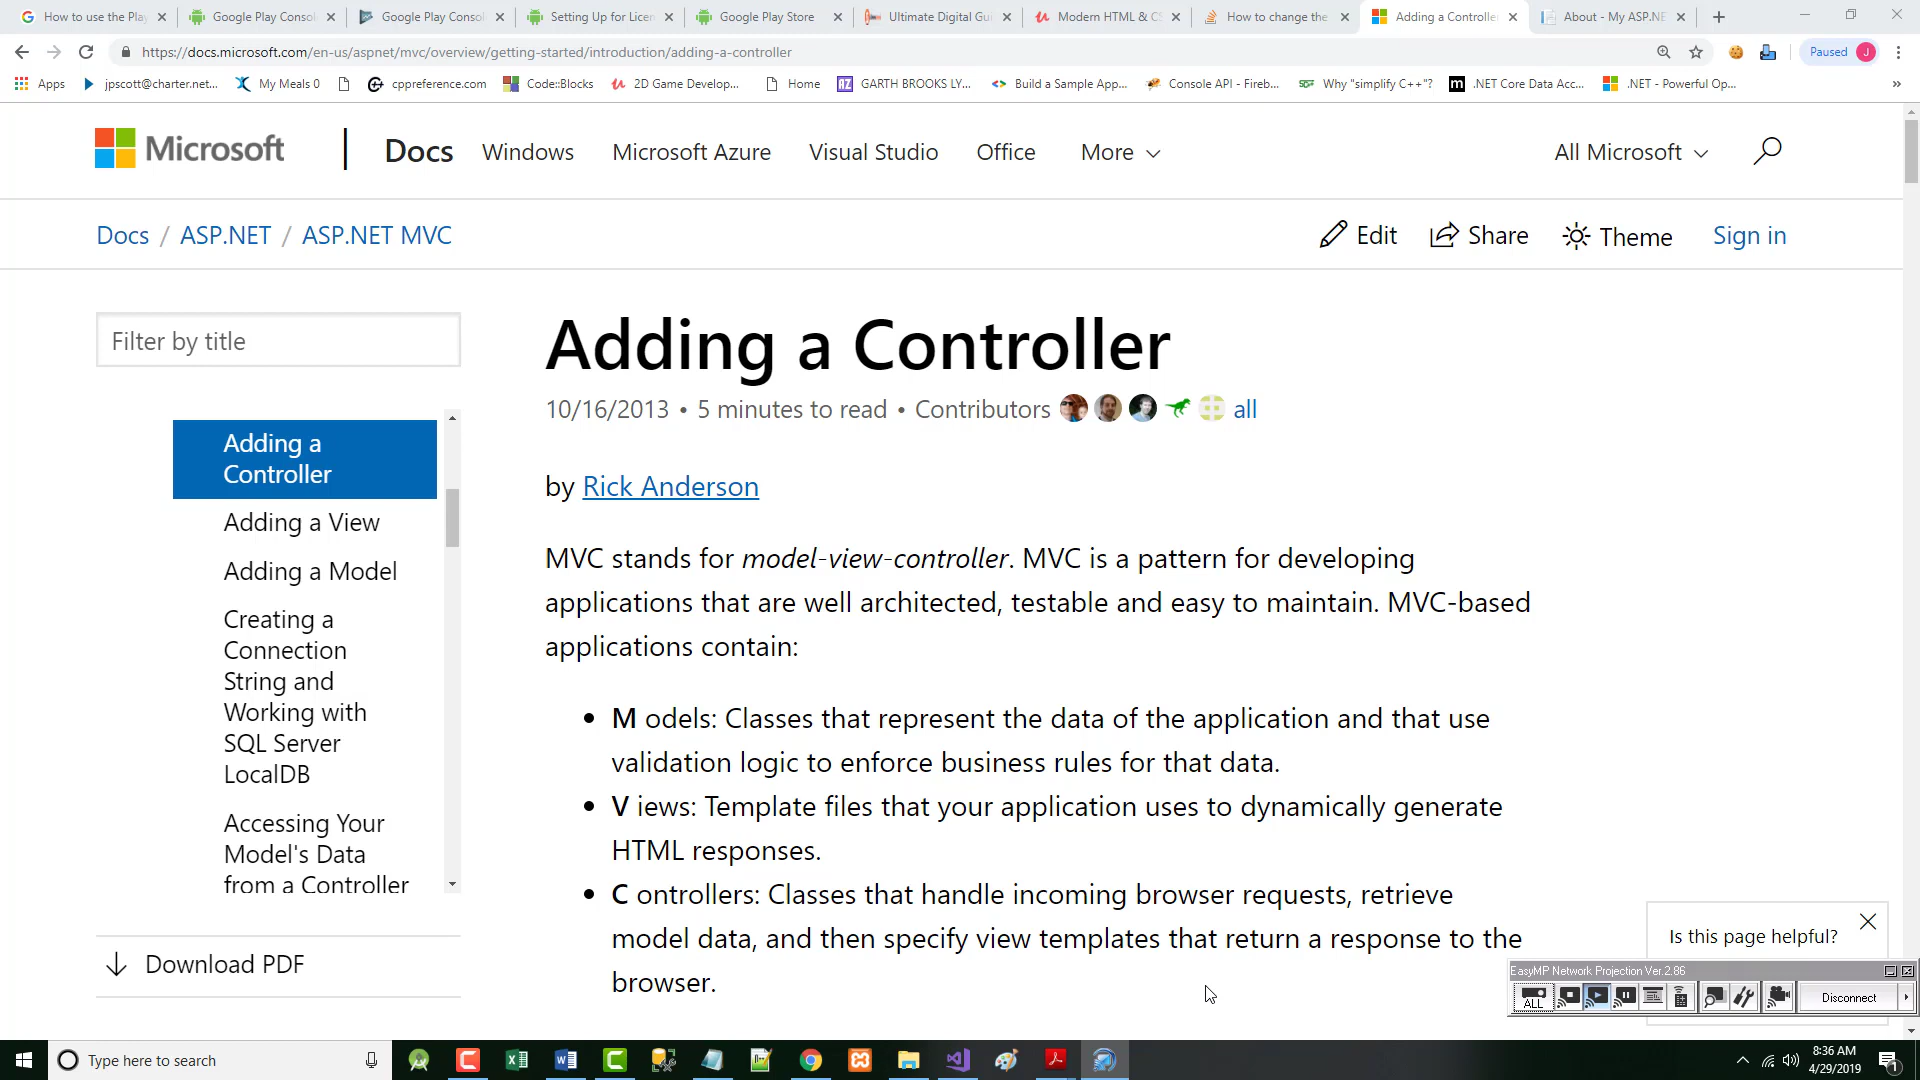 How to use the Play
Google Play Consol
Google Play Consol
Setting Up for Licen
Google Play Store
Ultimate Digital Gui
Modern HTML & CS
How to change the
Adding a Controller
About - My ASP.NE
https://docs.microsoft.com/en-us/aspnet/mvc/overview/getting-started/introduction/adding-a-controller
Paused
J
Apps
jpscott@charter.net...
My Meals 0
cppreference.com
Code::Blocks
2D Game Develop...
Home
GARTH BROOKS LY...
Build a Sample App...
Console API - Fireb...
Why "simplify C++"?
.NET Core Data Acc...
.NET - Powerful Op...
Microsoft
Docs
Windows
Microsoft Azure
Visual Studio
Office
More
All Microsoft
Docs / ASP.NET / ASP.NET MVC
Edit
Share
Theme
Sign in
Filter by title
Adding a
Controller
Adding a View
Adding a Model
Creating a
Connection
String and
Working with
SQL Server
LocalDB
Accessing Your
Model's Data
from a Controller
Download PDF
Adding a Controller
10/16/2013 • 5 minutes to read • Contributors all
by Rick Anderson
MVC stands for model-view-controller. MVC is a pattern for developing
applications that are well architected, testable and easy to maintain. MVC-based
applications contain:
• M odels: Classes that represent the data of the application and that use
validation logic to enforce business rules for that data.
• V iews: Template files that your application uses to dynamically generate
HTML responses.
• C ontrollers: Classes that handle incoming browser requests, retrieve
model data, and then specify view templates that return a response to the
browser.
Is this page helpful?
EasyMP Network Projection Ver.2.86
ALL
Disconnect
Type here to search
8:36 AM
4/29/2019
1